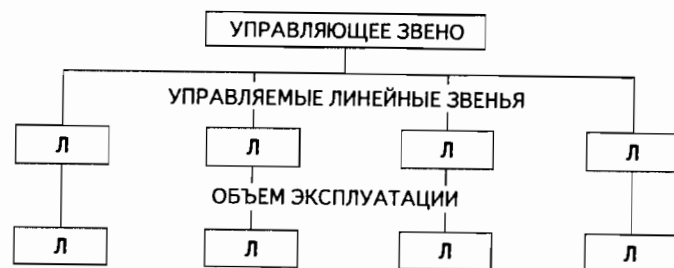 УПРАВЛЯЮЩЕЕ ЗВЕНО
УПРАВЛЯЕМЫЕ ЛИНЕЙНЫЕ ЗВЕНЬЯ
Л Л Л Л
ОБЪЕМ ЭКСПЛУАТАЦИИ
Л Л Л Л